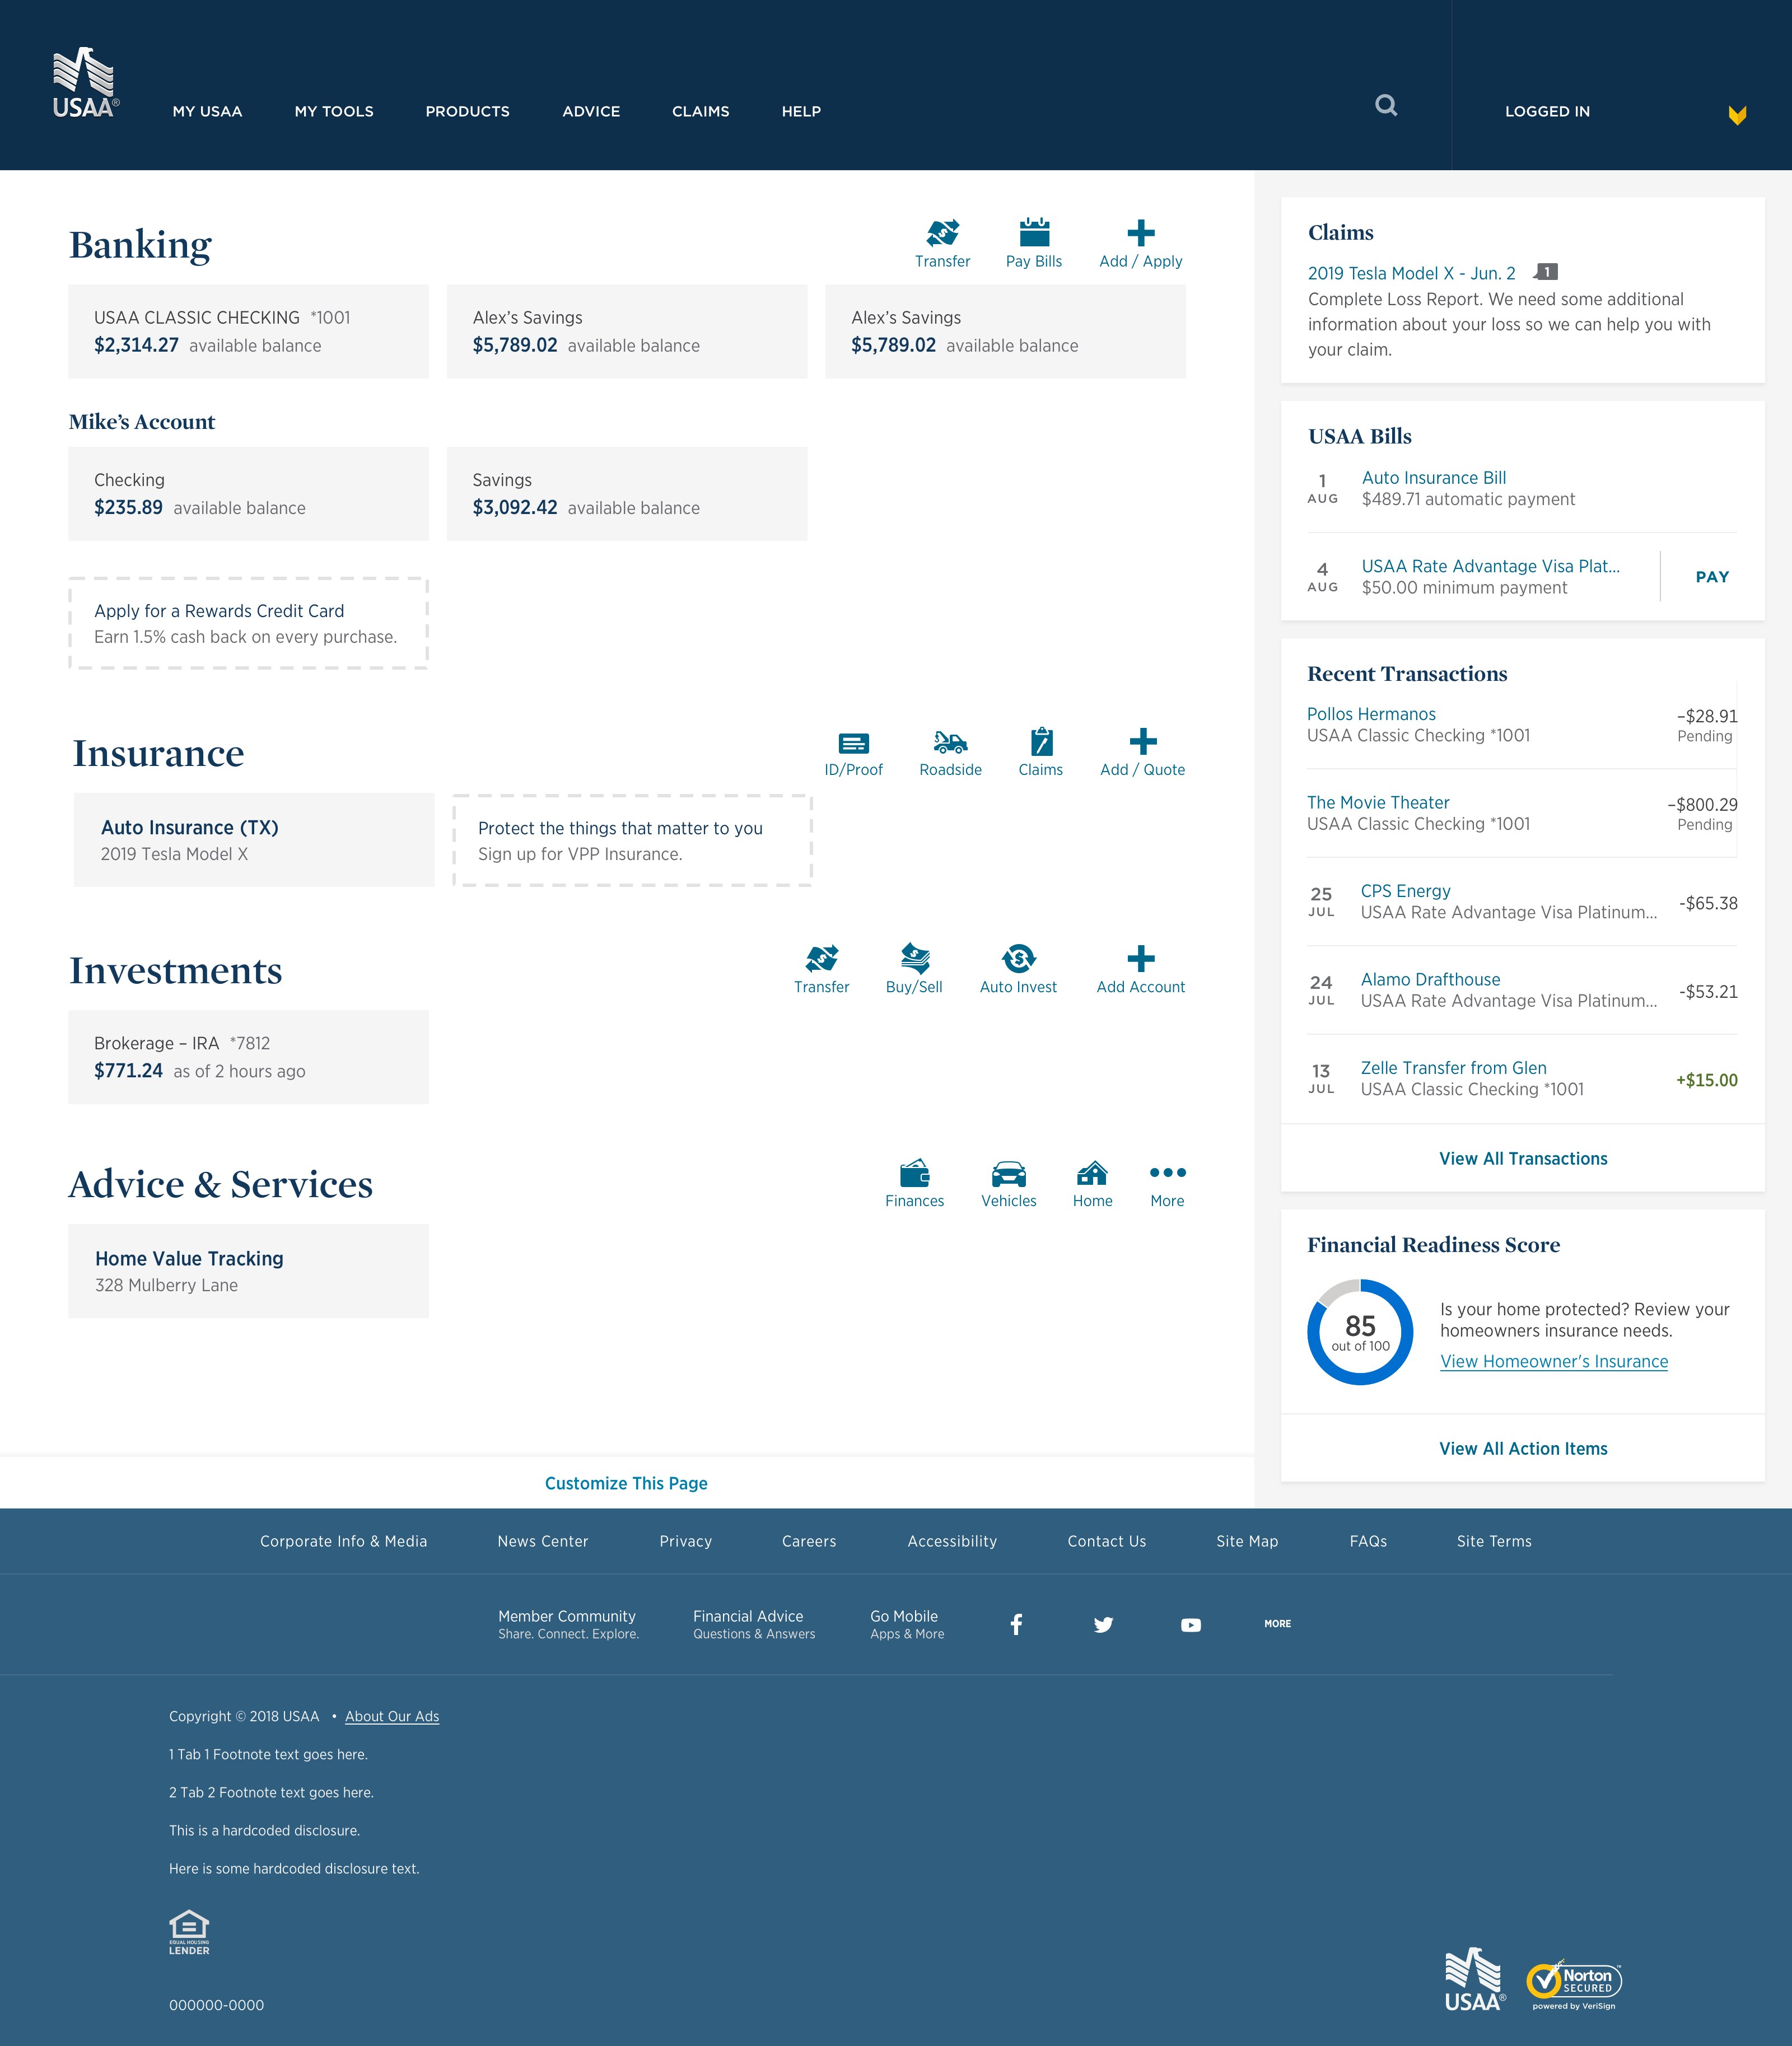 USAA®
MY USAA
MY TOOLS
PRODUCTS
ADVICE
CLAIMS
HELP
LOGGED IN
Banking
Transfer
Pay Bills
Add / Apply
USAA CLASSIC CHECKING *1001
$2,314.27 available balance
Alex’s Savings
$5,789.02 available balance
Alex’s Savings
$5,789.02 available balance
Mike’s Account
Checking
$235.89 available balance
Savings
$3,092.42 available balance
Apply for a Rewards Credit Card
Earn 1.5% cash back on every purchase.
Insurance
ID/Proof
Roadside
Claims
Add / Quote
Auto Insurance (TX)
2019 Tesla Model X
Protect the things that matter to you
Sign up for VPP Insurance.
Investments
Transfer
Buy/Sell
Auto Invest
Add Account
Brokerage – IRA *7812
$771.24 as of 2 hours ago
Advice & Services
Finances
Vehicles
Home
More
Home Value Tracking
328 Mulberry Lane
Customize This Page
Claims
2019 Tesla Model X - Jun. 2 1
Complete Loss Report. We need some additional
information about your loss so we can help you with
your claim.
USAA Bills
1
AUG
Auto Insurance Bill
$489.71 automatic payment
4
AUG
USAA Rate Advantage Visa Plat...
$50.00 minimum payment
PAY
Recent Transactions
Pollos Hermanos
USAA Classic Checking *1001
–$28.91
Pending
The Movie Theater
USAA Classic Checking *1001
–$800.29
Pending
25
JUL
CPS Energy
USAA Rate Advantage Visa Platinum...
-$65.38
24
JUL
Alamo Drafthouse
USAA Rate Advantage Visa Platinum...
-$53.21
13
JUL
Zelle Transfer from Glen
USAA Classic Checking *1001
+$15.00
View All Transactions
Financial Readiness Score
85
out of 100
Is your home protected? Review your
homeowners insurance needs.
View Homeowner's Insurance
View All Action Items
Corporate Info & Media
News Center
Privacy
Careers
Accessibility
Contact Us
Site Map
FAQs
Site Terms
Member Community
Share. Connect. Explore.
Financial Advice
Questions & Answers
Go Mobile
Apps & More
MORE
Copyright © 2018 USAA • About Our Ads
1 Tab 1 Footnote text goes here.
2 Tab 2 Footnote text goes here.
This is a hardcoded disclosure.
Here is some hardcoded disclosure text.
EQUAL HOUSING
LENDER
000000-0000
USAA®
Norton™
SECURED
powered by VeriSign